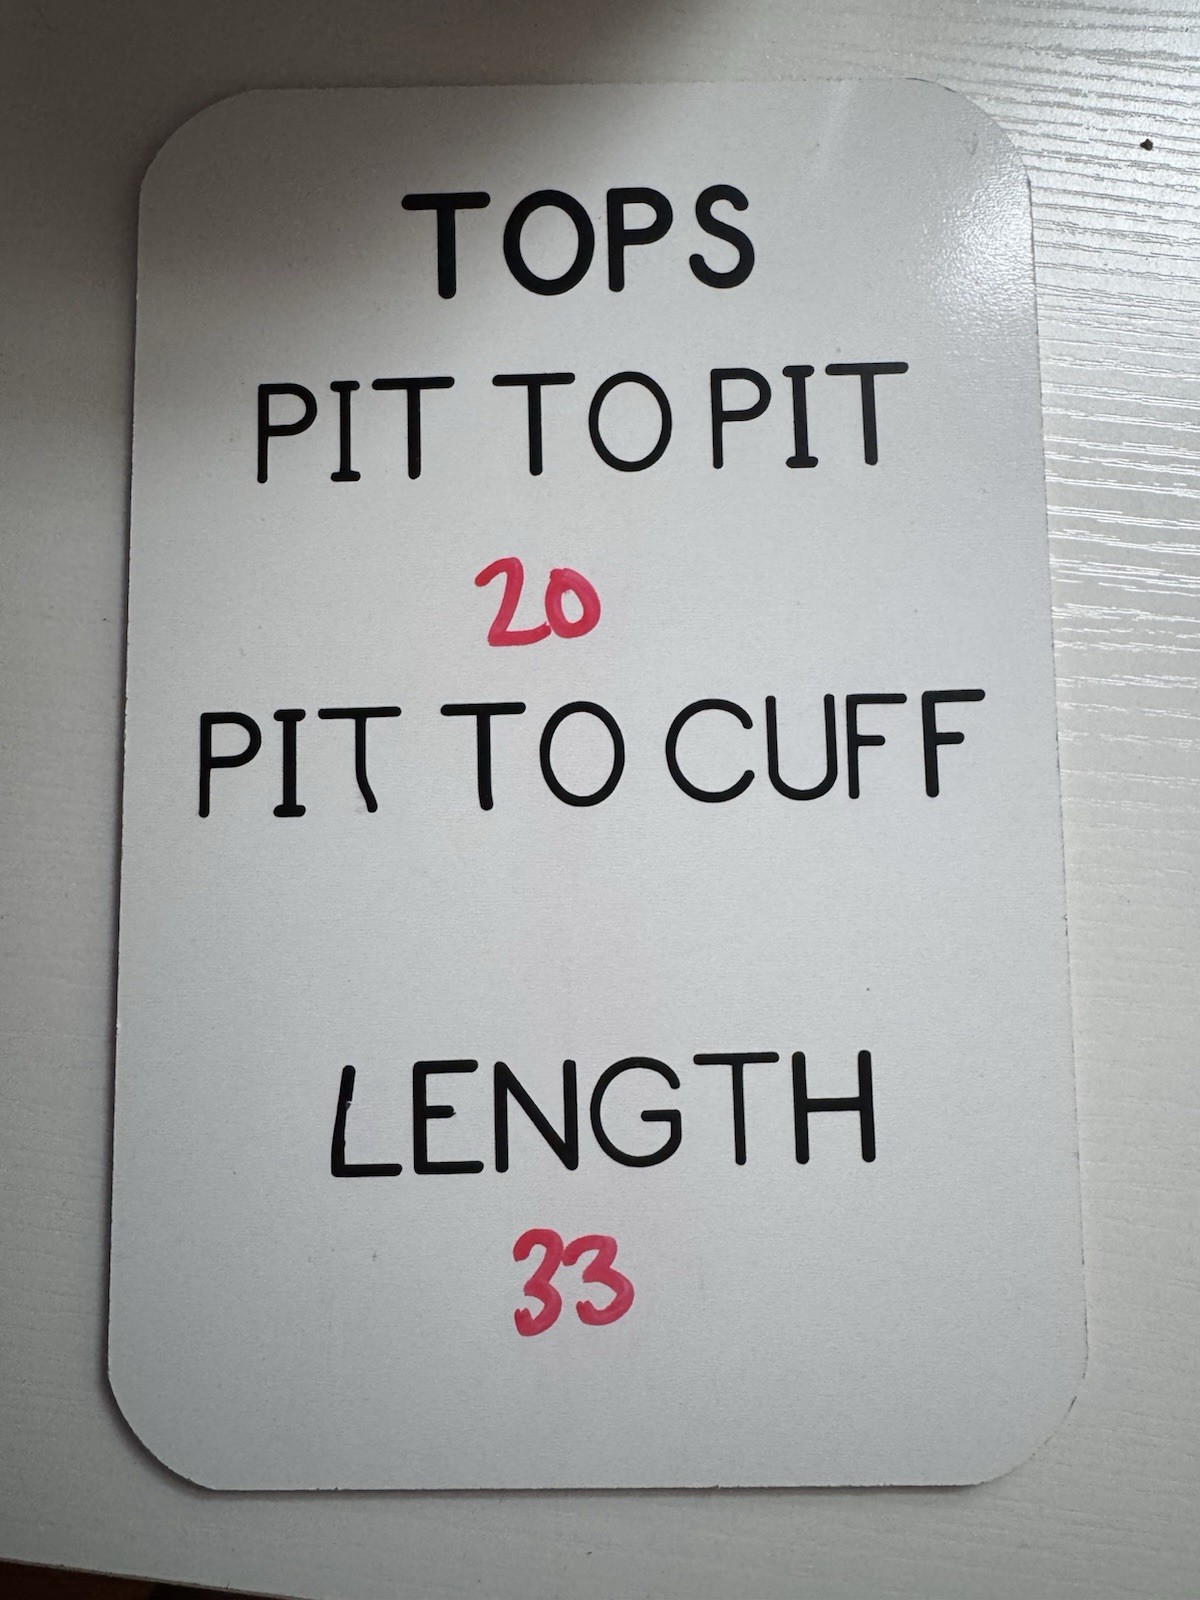 TOPS
PIT TO PIT
20
PIT TO CUFF
LENGTH
33